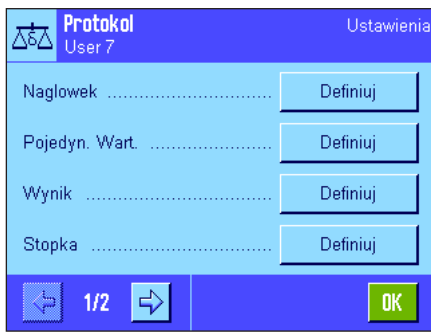 Protokol Ustawienia
User 7
Naglowek .............................. Definiuj
Pojedyn. Wart. ...................... Definiuj
Wynik ................................. Definiuj
Stopka ................................ Definiuj
1/2 OK